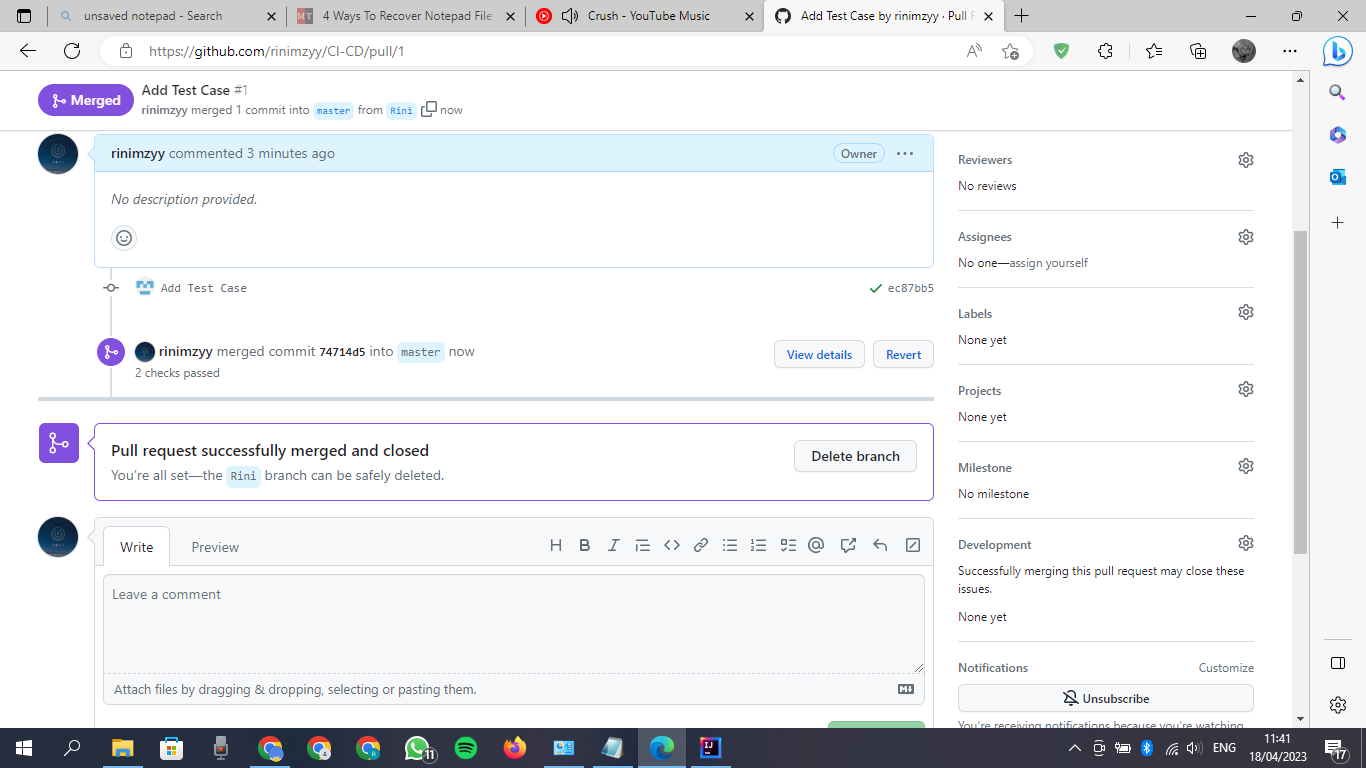 unsaved notepad - Search
4 Ways To Recover Notepad File
Crush - YouTube Music
Add Test Case by rinimzyy · Pull R
https://github.com/rinimzyy/CI-CD/pull/1
Merged
Add Test Case #1
rinimzyy merged 1 commit into master from Rini now
rinimzyy commented 3 minutes ago
Owner
No description provided.
Add Test Case
ec87bb5
rinimzyy merged commit 74714d5 into master now
2 checks passed
View details
Revert
Pull request successfully merged and closed
You're all set—the Rini branch can be safely deleted.
Delete branch
Write
Preview
Leave a comment
Attach files by dragging & dropping, selecting or pasting them.
Reviewers
No reviews
Assignees
No one—assign yourself
Labels
None yet
Projects
None yet
Milestone
No milestone
Development
Successfully merging this pull request may close these
issues.
None yet
Notifications
Customize
Unsubscribe
You're receiving notifications because you're watching
11
ENG
11:41
18/04/2023
17